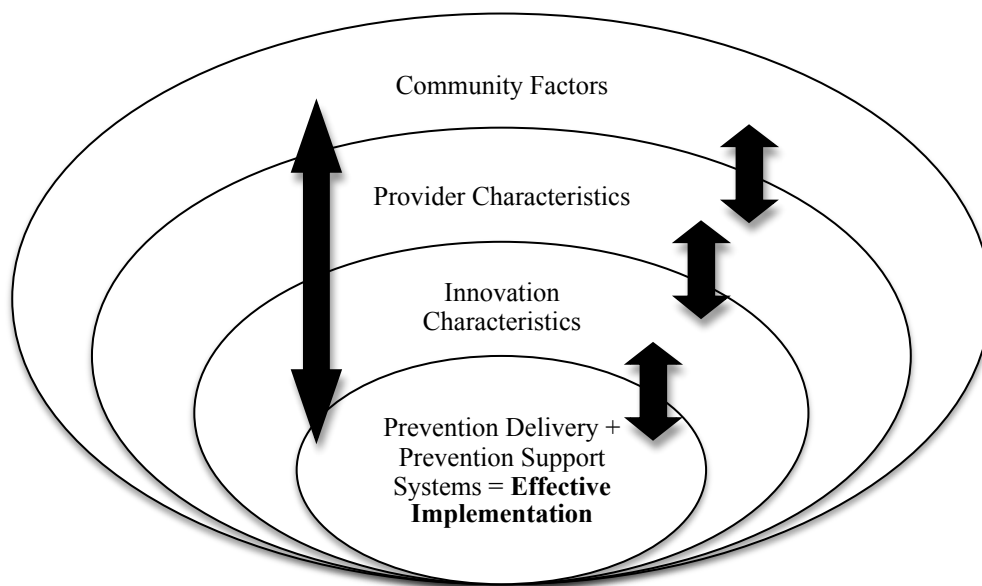 Community Factors
Provider Characteristics
Innovation
Characteristics
Prevention Delivery +
Prevention Support
Systems = Effective
Implementation